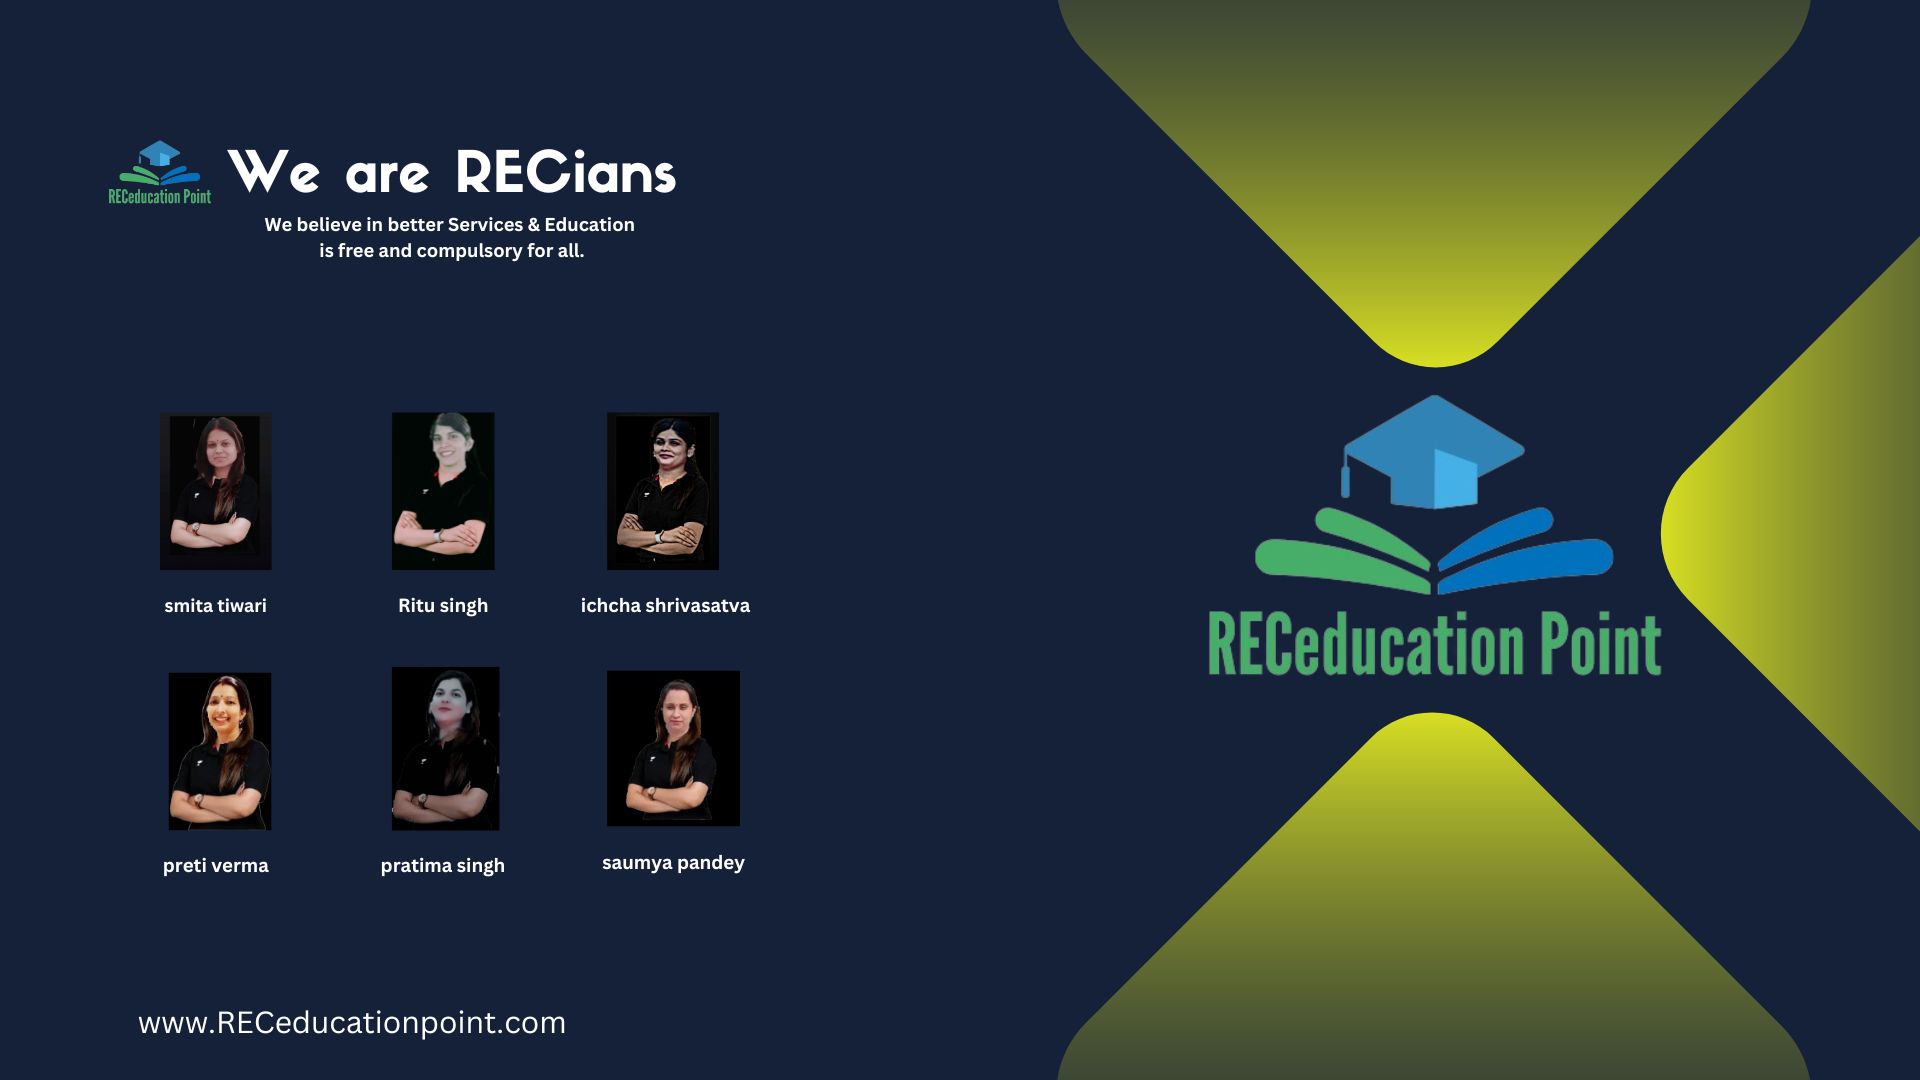 RECeducation Point
We are RECians
We believe in better Services & Education
is free and compulsory for all.
smita tiwari
Ritu singh
ichcha shrivasatva
preti verma
pratima singh
saumya pandey
RECeducation Point
www.RECeducationpoint.com